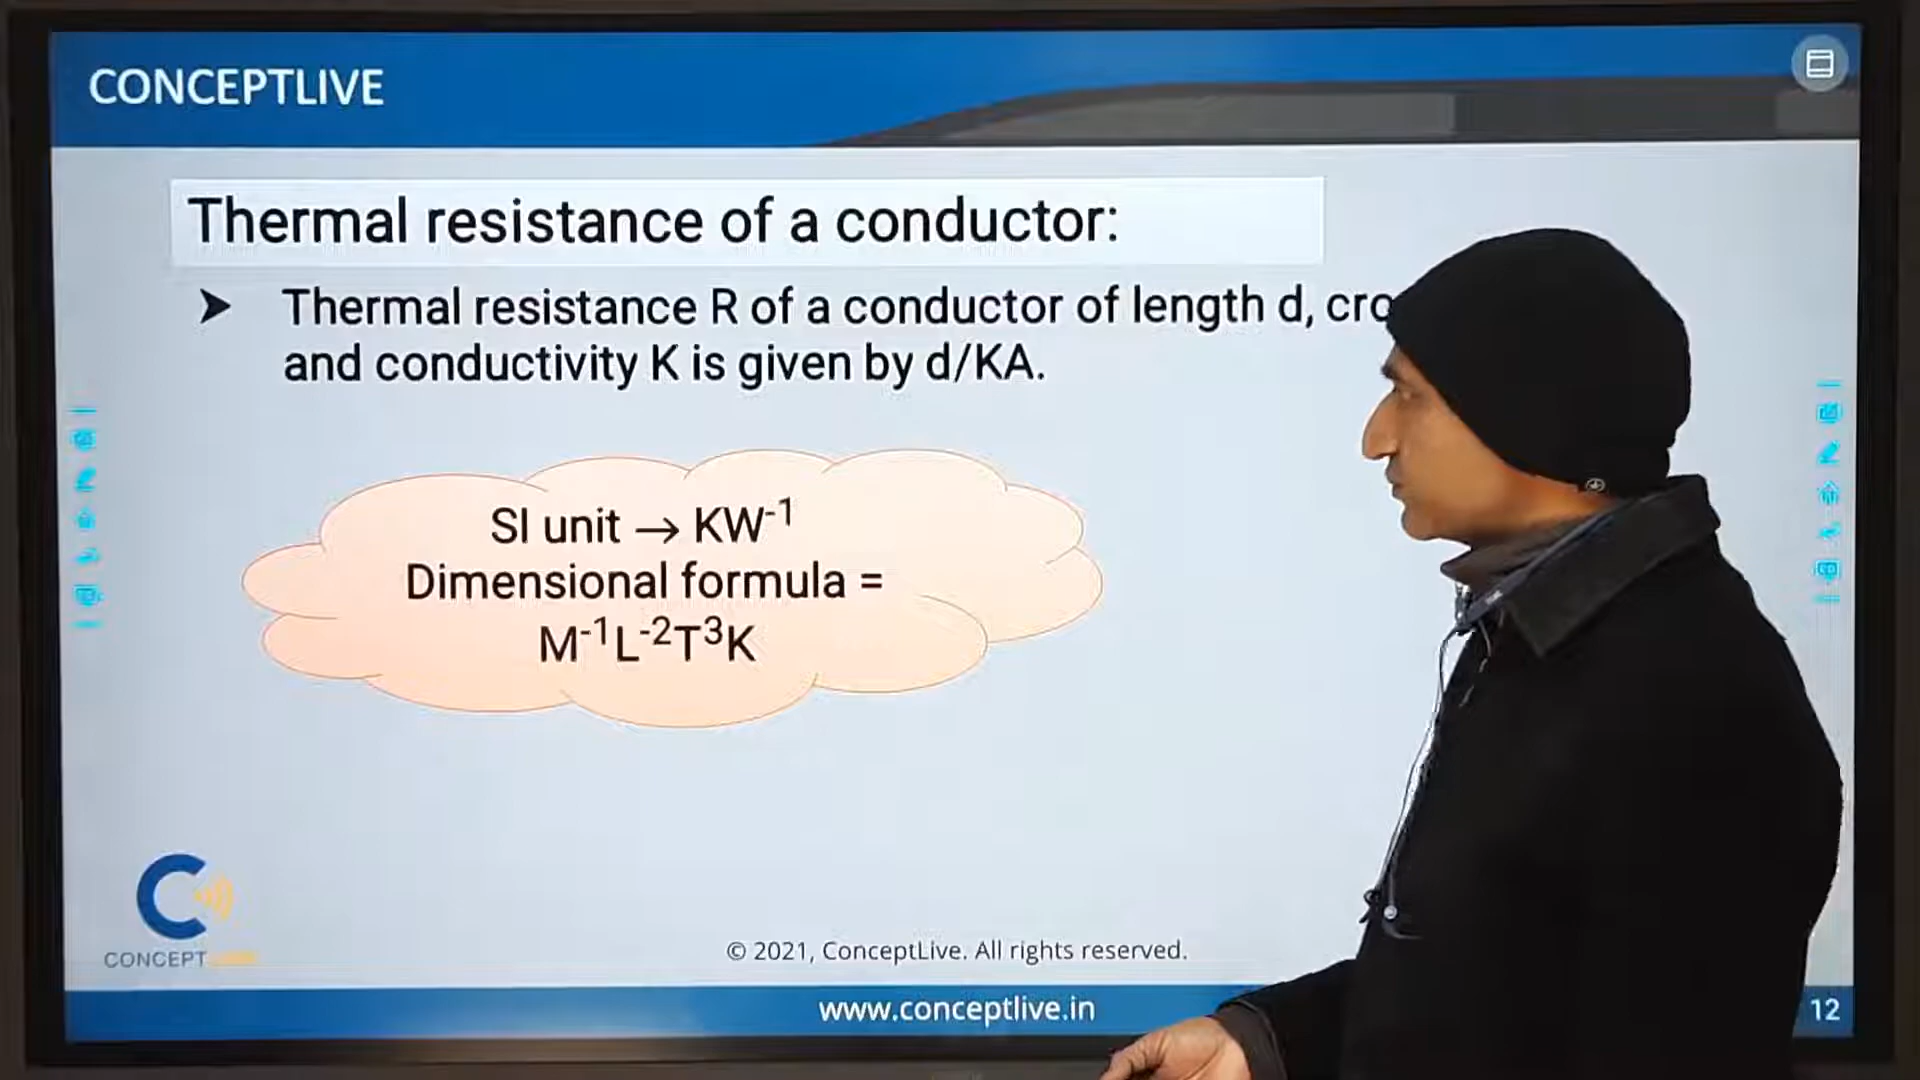 CONCEPTLIVE
Thermal resistance of a conductor:
➤ Thermal resistance R of a conductor of length d,
and conductivity K is given by d/KA.
SI unit → KW⁻¹
Dimensional formula =
M⁻¹L⁻²T³K
CONCEPT
© 2021, ConceptLive. All rights reserved.
www.conceptlive.in
12